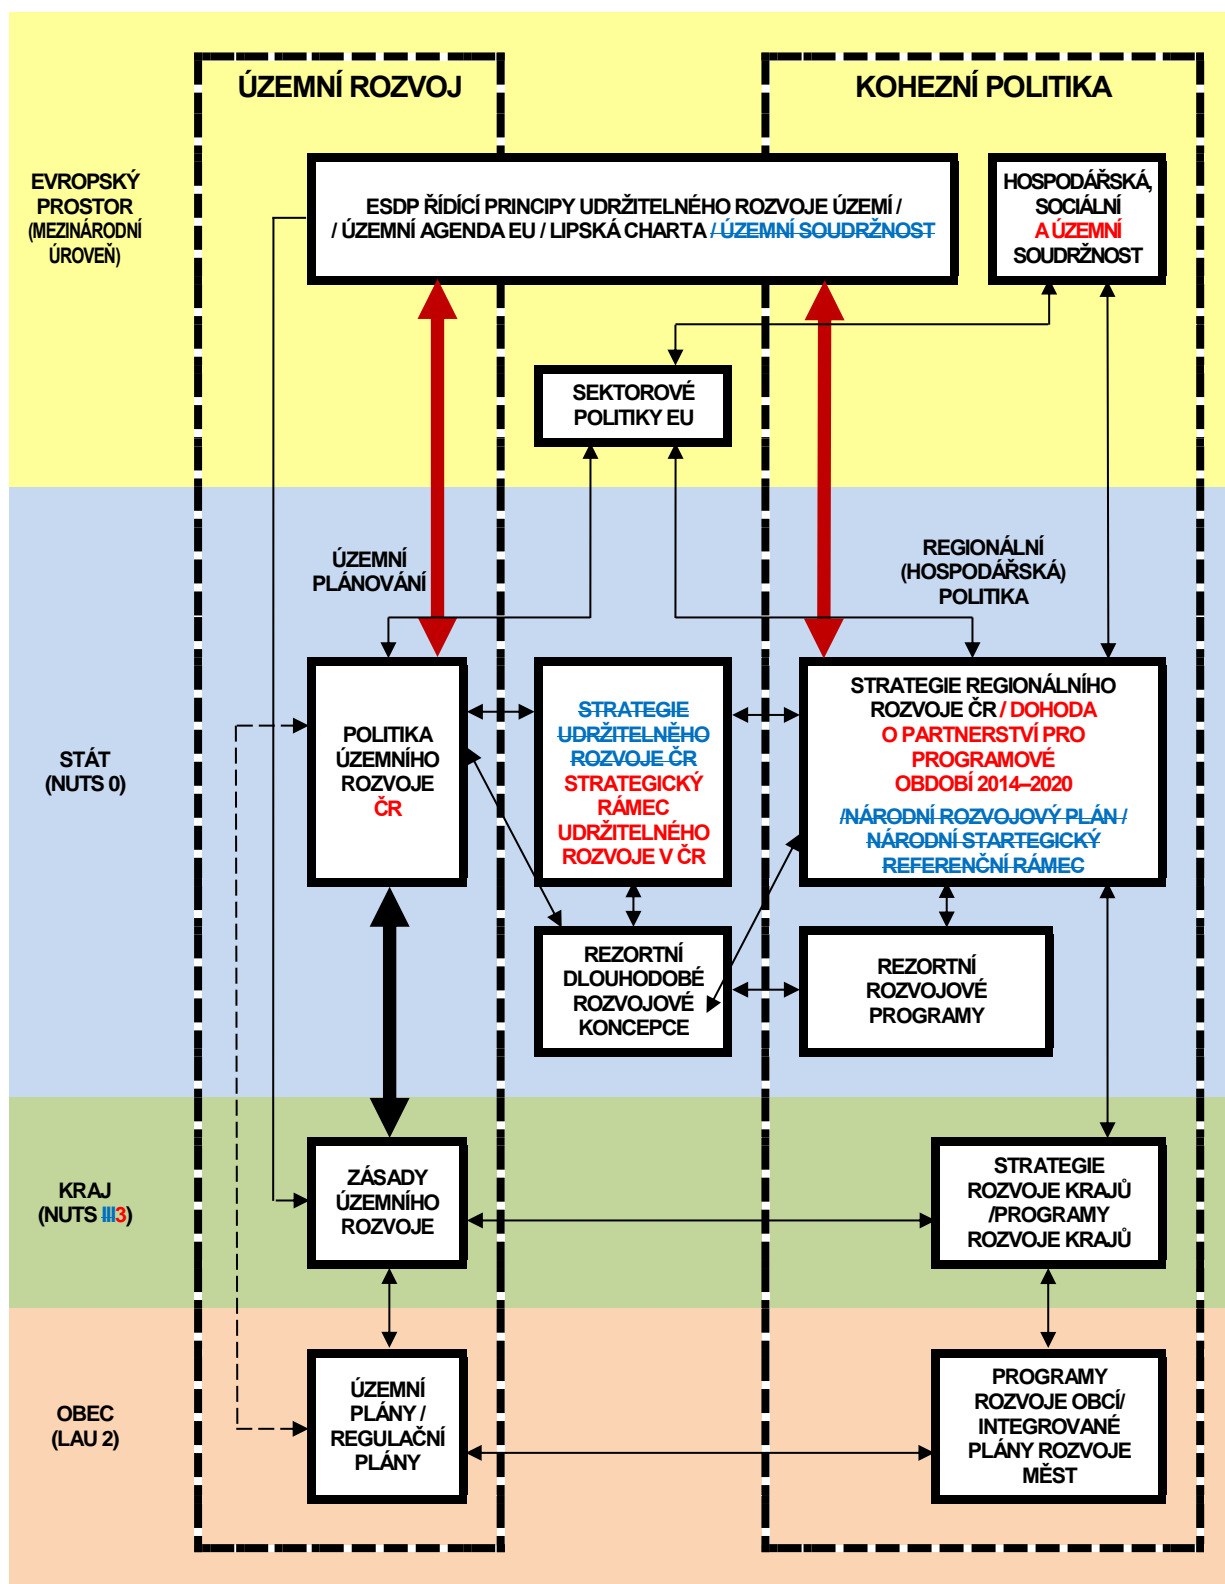 ÚZEMNÍ ROZVOJ
KOHEZNÍ POLITIKA
EVROPSKÝ
PROSTOR
(MEZINÁRODNÍ
ÚROVEŇ)
ESDP ŘÍDÍCÍ PRINCIPY UDRŽITELNÉHO ROZVOJE ÚZEMÍ /
/ ÚZEMNÍ AGENDA EU / LIPSKÁ CHARTA / ÚZEMNÍ SOUDRŽNOST
HOSPODÁŘSKÁ,
SOCIÁLNÍ
A ÚZEMNÍ
SOUDRŽNOST
SEKTOROVÉ
POLITIKY EU
ÚZEMNÍ
PLÁNOVÁNÍ
REGIONÁLNÍ
(HOSPODÁŘSKÁ)
POLITIKA
STÁT
(NUTS 0)
POLITIKA
ÚZEMNÍHO
ROZVOJE
ČR
STRATEGIE
UDRŽITELNÉHO
ROZVOJE ČR
STRATEGICKÝ
RÁMEC
UDRŽITELNÉHO
ROZVOJE V ČR
STRATEGIE REGIONÁLNÍHO
ROZVOJE ČR / DOHODA
O PARTNERSTVÍ PRO
PROGRAMOVÉ
OBDOBÍ 2014–2020
/NÁRODNÍ ROZVOJOVÝ PLÁN /
NÁRODNÍ STARTEGICKÝ
REFERENČNÍ RÁMEC
REZORTNÍ
DLOUHODOBÉ
ROZVOJOVÉ
KONCEPCE
REZORTNÍ
ROZVOJOVÉ
PROGRAMY
KRAJ
(NUTS III3)
ZÁSADY
ÚZEMNÍHO
ROZVOJE
STRATEGIE
ROZVOJE KRAJŮ
/PROGRAMY
ROZVOJE KRAJŮ
OBEC
(LAU 2)
ÚZEMNÍ
PLÁNY /
REGULAČNÍ
PLÁNY
PROGRAMY
ROZVOJE OBCÍ/
INTEGROVANÉ
PLÁNY ROZVOJE
MĚST